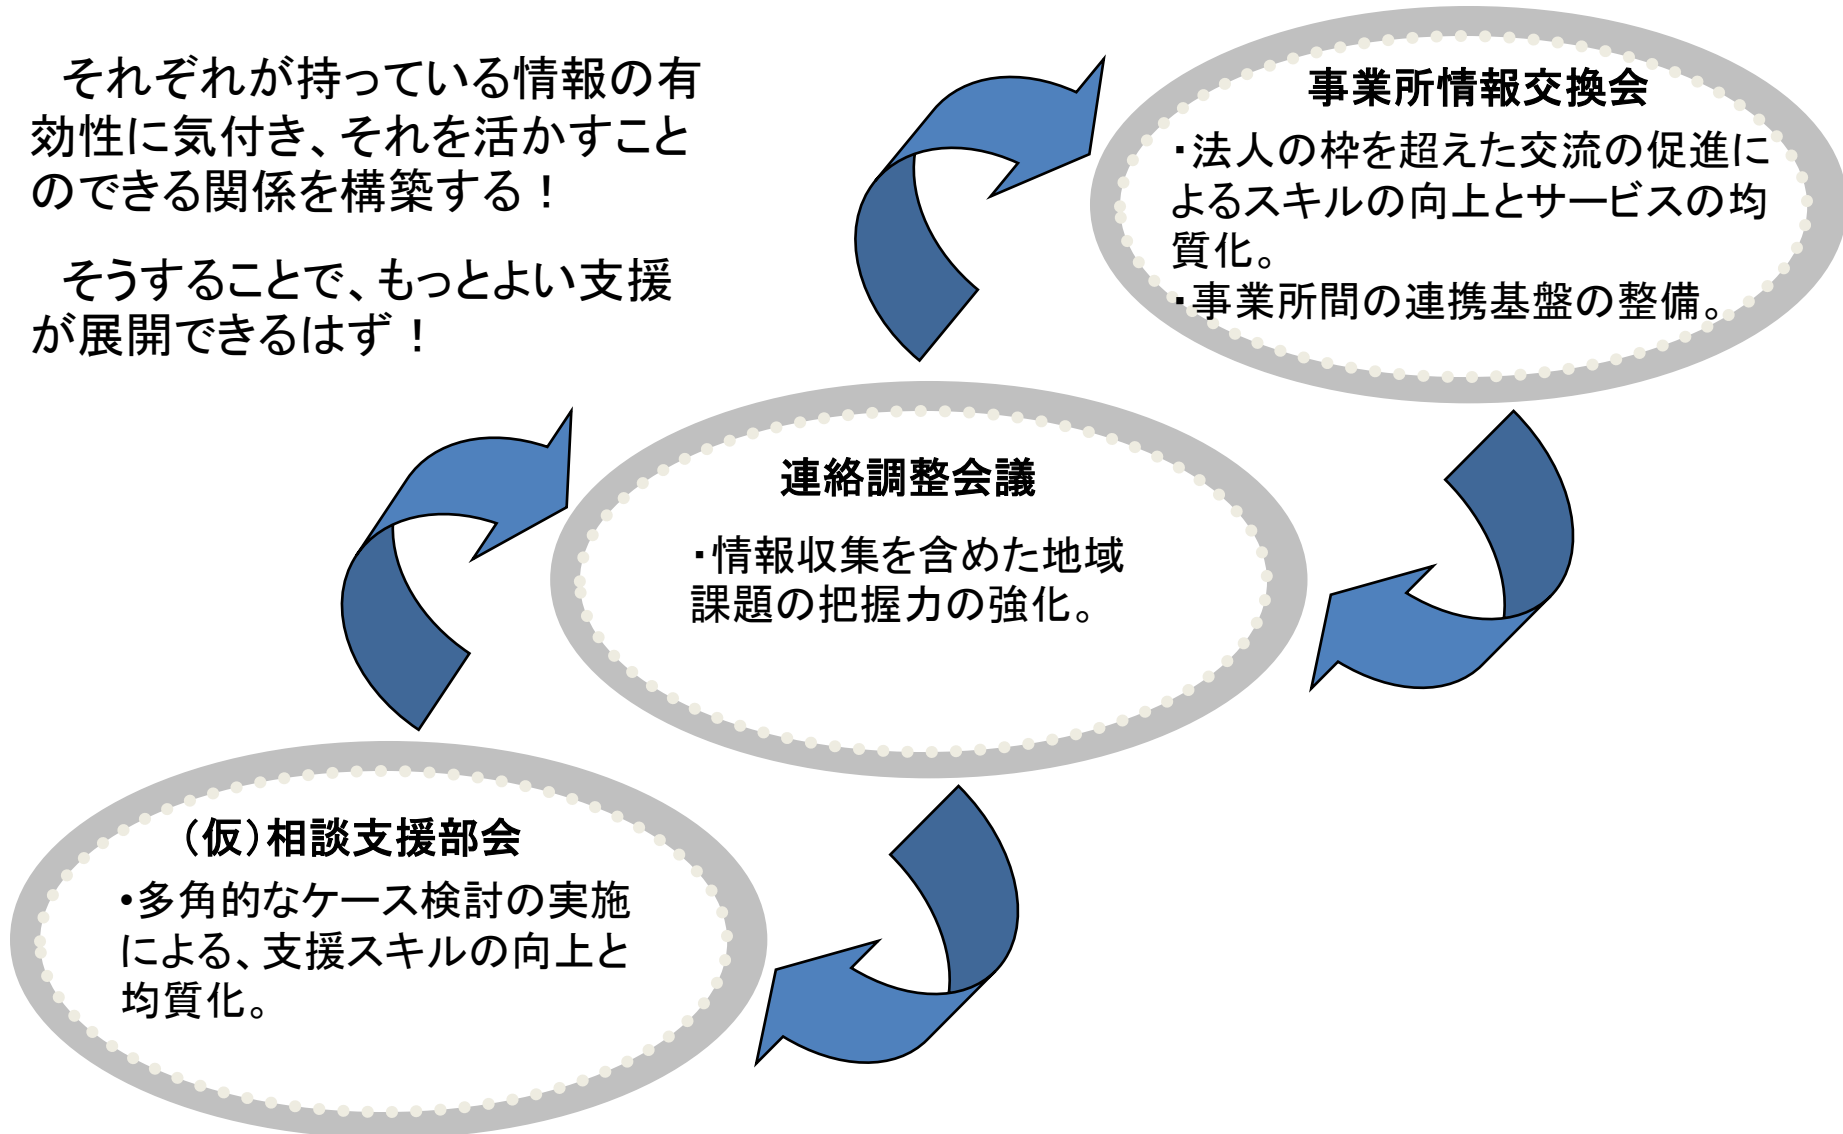 それぞれが持っている情報の有
効性に気付き、それを活かすこと
のできる関係を構築する！
そうすることで、もっとよい支援
が展開できるはず！
事業所情報交換会
・法人の枠を超えた交流の促進に
よるスキルの向上とサービスの均
質化。
・事業所間の連携基盤の整備。
連絡調整会議
・情報収集を含めた地域
課題の把握力の強化。
（仮）相談支援部会
•多角的なケース検討の実施
による、支援スキルの向上と
均質化。